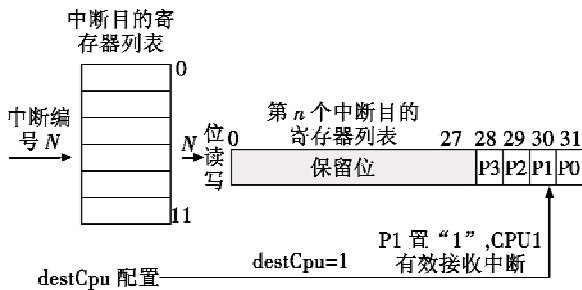 中断目的寄
存器列表
0
中断编
号 N
N
11
位
读
写
第 n 个中断目的
寄存器列表
0
27 28 29 30 31
保留位
P3 P2 P1 P0
P1 置“1”,CPU1
有效接收中断
destCpu 配置
destCpu=1